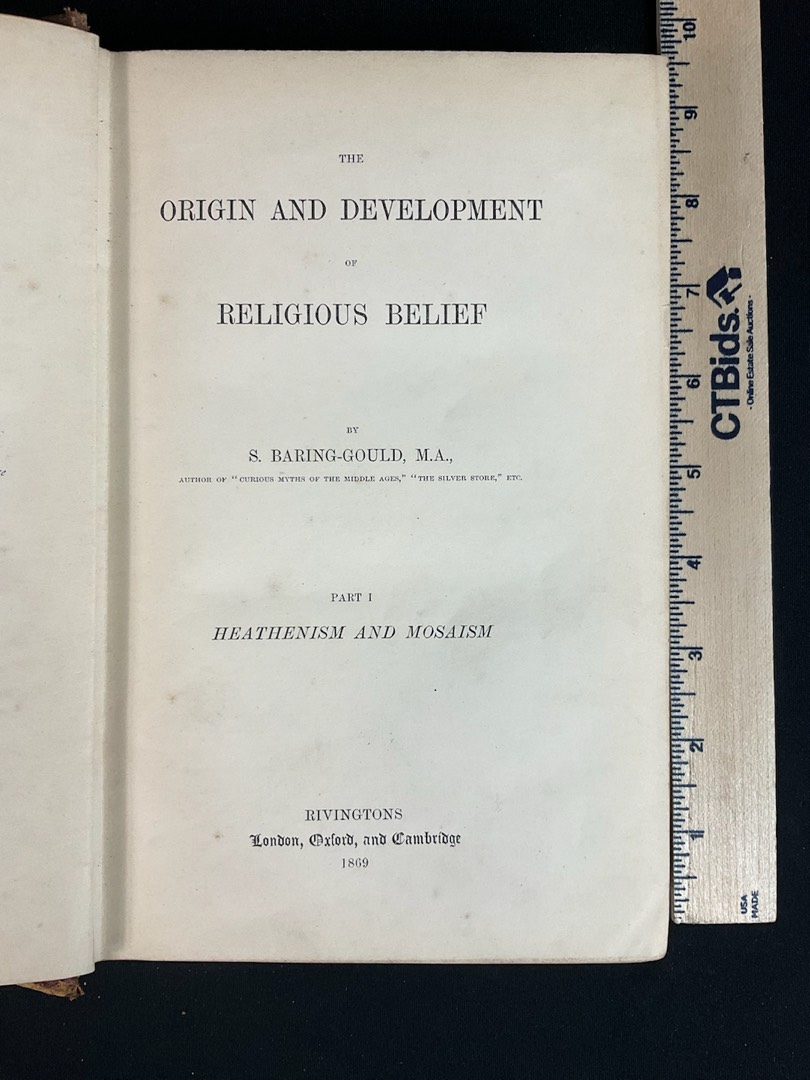 THE
ORIGIN AND DEVELOPMENT
OF
RELIGIOUS BELIEF
BY
S. BARING-GOULD, M.A.,
AUTHOR OF "CURIOUS MYTHS OF THE MIDDLE AGES," "THE SILVER STORE," ETC.
PART I
HEATHENISM AND MOSAISM
RIVINGTONS
London, Oxford, and Cambridge
1869
10
9
8
7
6
5
4
3
2
1
CTBids.
- Online Estate Sale Auctions -
USA
MADE